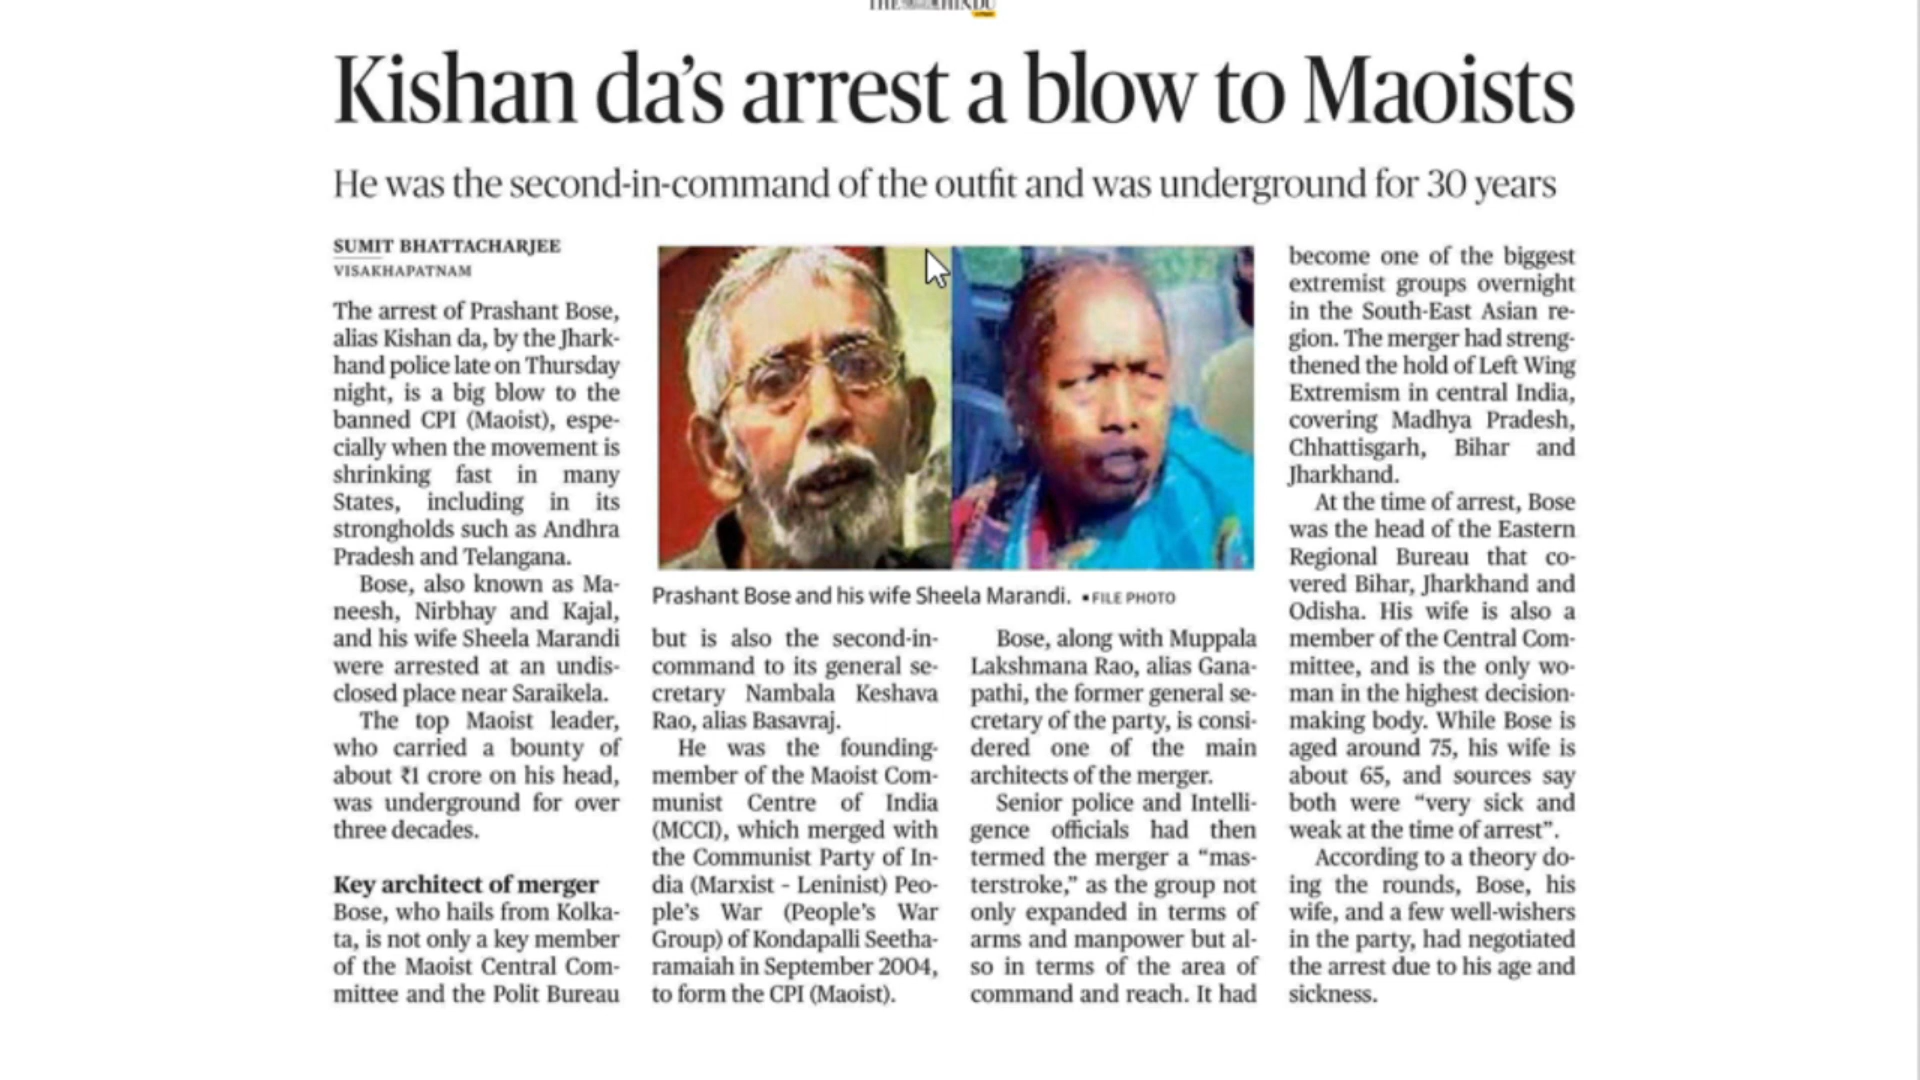 THE HINDU
Kishan da's arrest a blow to Maoists
He was the second-in-command of the outfit and was underground for 30 years
SUMIT BHATTACHARJEE
VISAKHAPATNAM
The arrest of Prashant Bose,
alias Kishan da, by the Jhark-
hand police late on Thursday
night, is a big blow to the
banned CPI (Maoist), espe-
cially when the movement is
shrinking fast in many
States, including in its
strongholds such as Andhra
Pradesh and Telangana.
Bose, also known as Ma-
neesh, Nirbhay and Kajal,
and his wife Sheela Marandi
were arrested at an undis-
closed place near Saraikela.
The top Maoist leader,
who carried a bounty of
about ₹1 crore on his head,
was underground for over
three decades.
Key architect of merger
Bose, who hails from Kolka-
ta, is not only a key member
of the Maoist Central Com-
mittee and the Polit Bureau
Prashant Bose and his wife Sheela Marandi. ▪FILE PHOTO
but is also the second-in-
command to its general se-
cretary Nambala Keshava
Rao, alias Basavraj.
He was the founding-
member of the Maoist Com-
munist Centre of India
(MCCI), which merged with
the Communist Party of In-
dia (Marxist - Leninist) Peo-
ple's War (People's War
Group) of Kondapalli Seetha-
ramaiah in September 2004,
to form the CPI (Maoist).
Bose, along with Muppala
Lakshmana Rao, alias Gana-
pathi, the former general se-
cretary of the party, is consi-
dered one of the main
architects of the merger.
Senior police and Intelli-
gence officials had then
termed the merger a “mas-
terstroke,” as the group not
only expanded in terms of
arms and manpower but al-
so in terms of the area of
command and reach. It had
become one of the biggest
extremist groups overnight
in the South-East Asian re-
gion. The merger had streng-
thened the hold of Left Wing
Extremism in central India,
covering Madhya Pradesh,
Chhattisgarh, Bihar and
Jharkhand.
At the time of arrest, Bose
was the head of the Eastern
Regional Bureau that co-
vered Bihar, Jharkhand and
Odisha. His wife is also a
member of the Central Com-
mittee, and is the only wo-
man in the highest decision-
making body. While Bose is
aged around 75, his wife is
about 65, and sources say
both were “very sick and
weak at the time of arrest”.
According to a theory do-
ing the rounds, Bose, his
wife, and a few well-wishers
in the party, had negotiated
the arrest due to his age and
sickness.